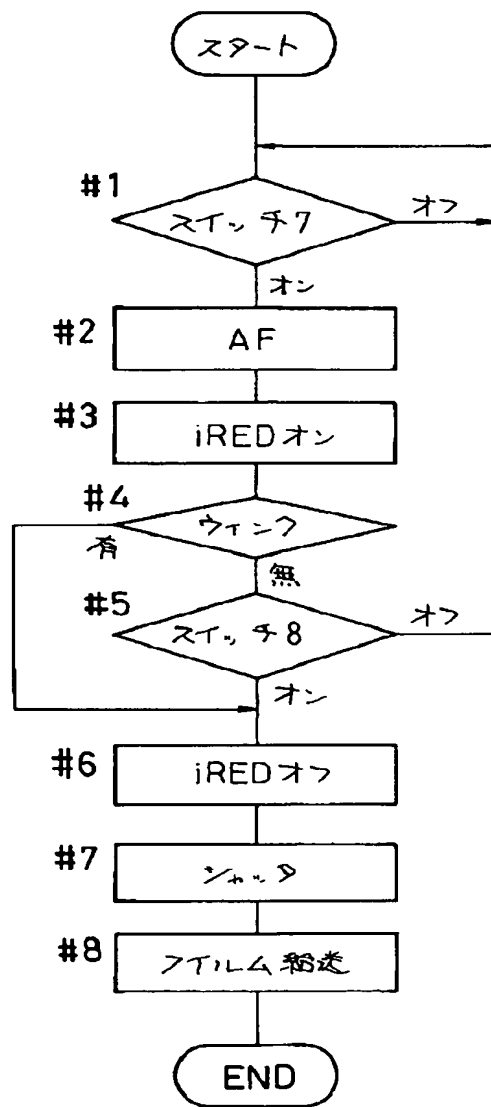 スタート
#1
スイッチ7
オフ
オン
#2
AF
#3
iREDオン
#4
ウィンク
有
無
#5
スイッチ8
オフ
オン
#6
iREDオフ
#7
シャッタ
#8
フイルム給送
END